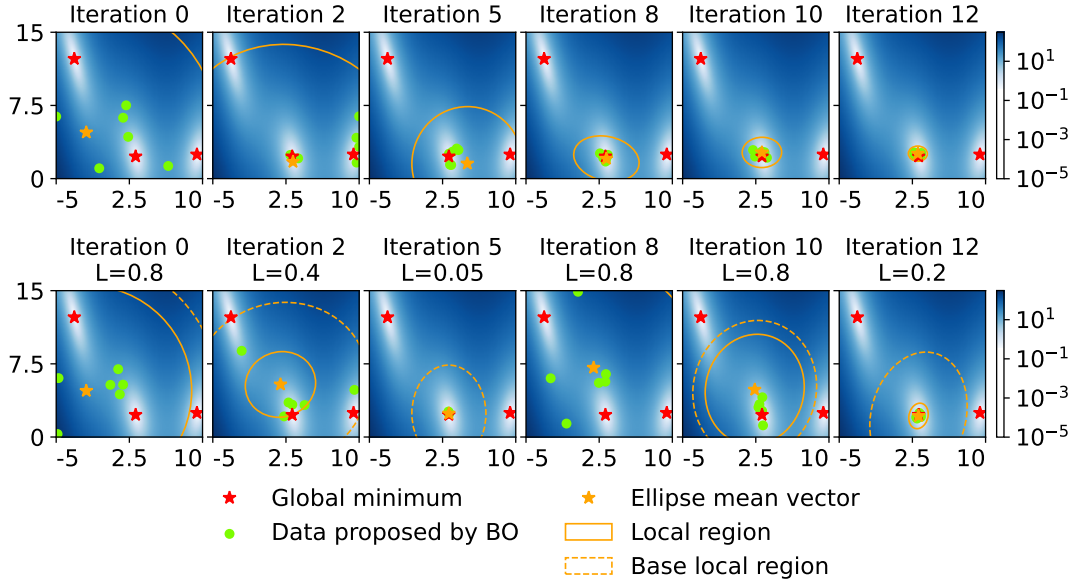 Iteration 0 Iteration 2 Iteration 5 Iteration 8 Iteration 10 Iteration 12
15
7.5
0
-5 2.5 10 -5 2.5 10 -5 2.5 10 -5 2.5 10 -5 2.5 10 -5 2.5 10
10^1
10^-1
10^-3
10^-5
Iteration 0 Iteration 2 Iteration 5 Iteration 8 Iteration 10 Iteration 12
L=0.8 L=0.4 L=0.05 L=0.8 L=0.8 L=0.2
15
7.5
0
-5 2.5 10 -5 2.5 10 -5 2.5 10 -5 2.5 10 -5 2.5 10 -5 2.5 10
10^1
10^-1
10^-3
10^-5
Global minimum
Data proposed by BO
Ellipse mean vector
Local region
Base local region